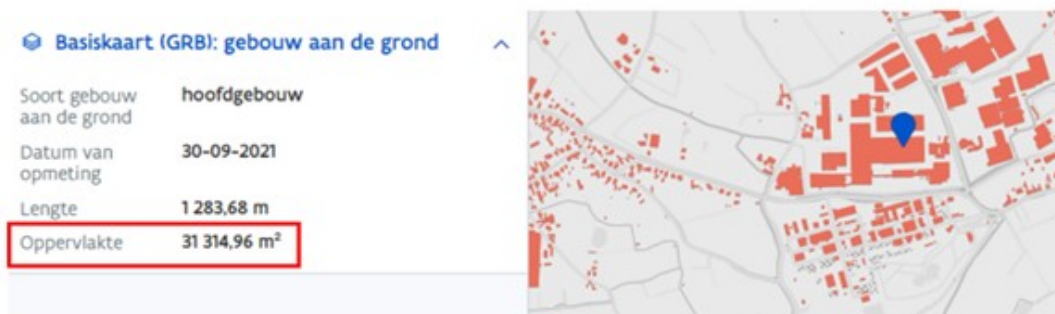 Basiskaart (GRB): gebouw aan de grond
Soort gebouw hoofdgebouw
aan de grond
Datum van 30-09-2021
opmeting
Lengte 1 283,68 m
Oppervlakte 31 314,96 m²